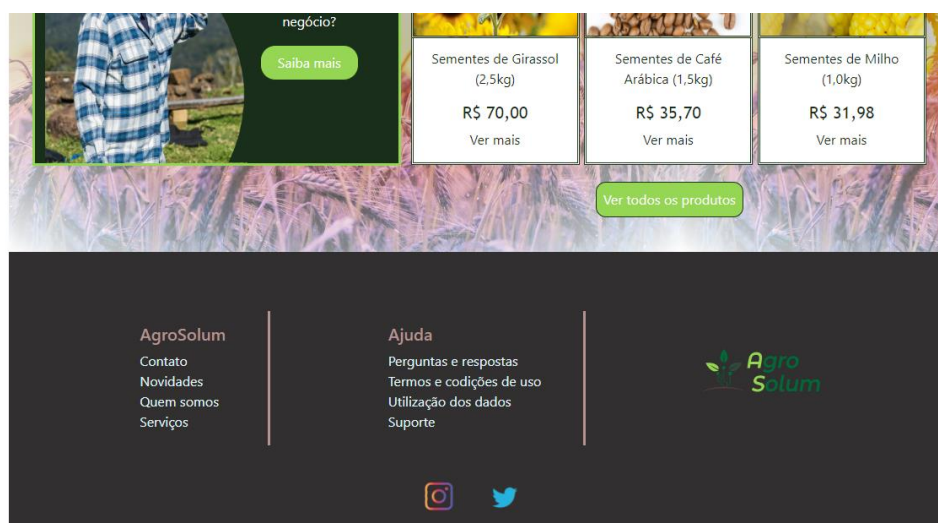 negócio?
Saiba mais
Sementes de Girassol
(2,5kg)
R$ 70,00
Ver mais
Sementes de Café
Arábica (1,5kg)
R$ 35,70
Ver mais
Sementes de Milho
(1,0kg)
R$ 31,98
Ver mais
Ver todos os produtos
AgroSolum
Contato
Novidades
Quem somos
Serviços
Ajuda
Perguntas e respostas
Termos e codições de uso
Utilização dos dados
Suporte
Agro
Solum